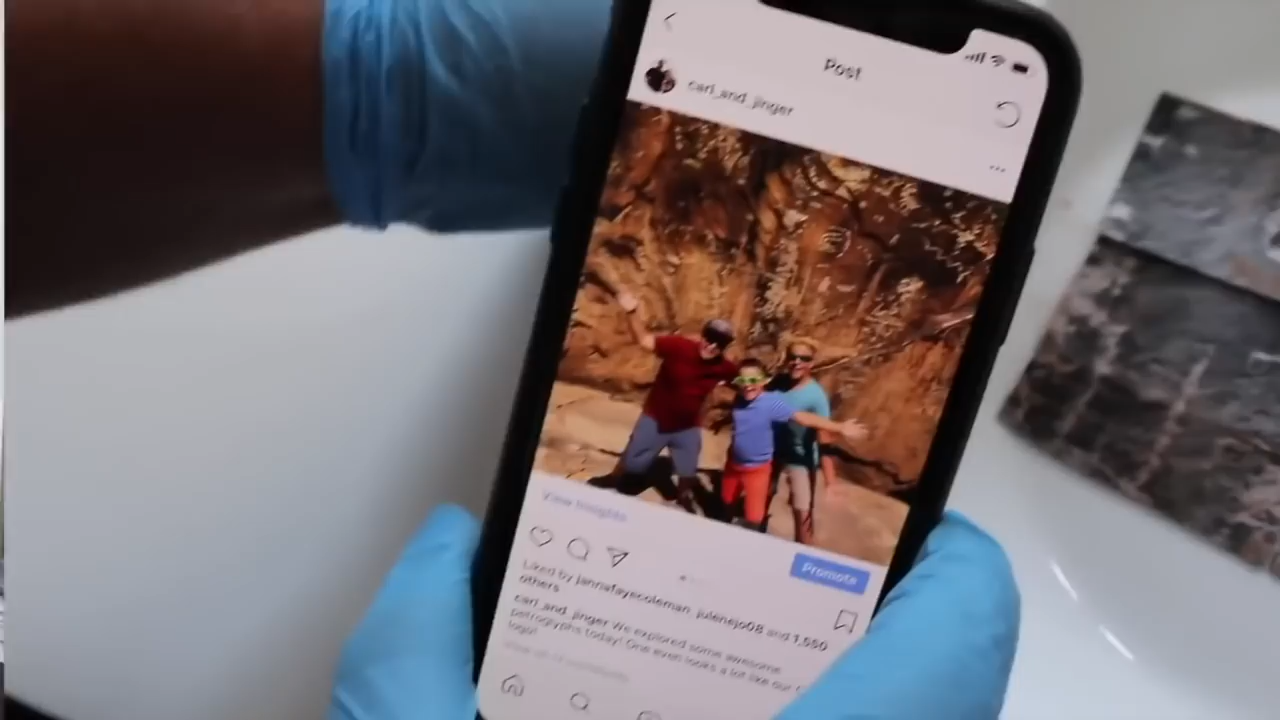 Post
carl_and_jinger
View Insights
Promote
Liked by jannafayecoleman, julenejo08 and 1,550
others
carl_and_jinger We explored some awesome
petroglyphs today! One even looks a lot like our
logo!